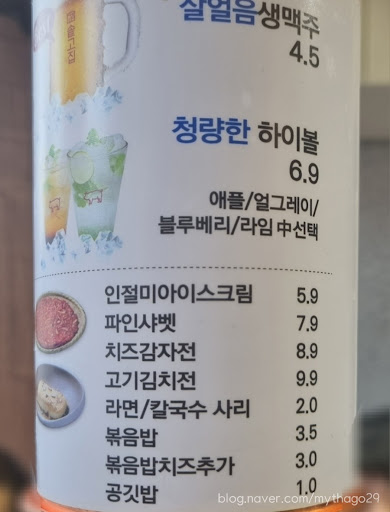 살얼음생맥주
4.5
청량한 하이볼
6.9
애플/얼그레이/
블루베리/라임 中선택
인절미아이스크림 5.9
파인샤벳 7.9
치즈감자전 8.9
고기김치전 9.9
라면/칼국수 사리 2.0
볶음밥 3.5
볶음밥치즈추가 3.0
공깃밥 1.0
blog.naver.com/mythago29